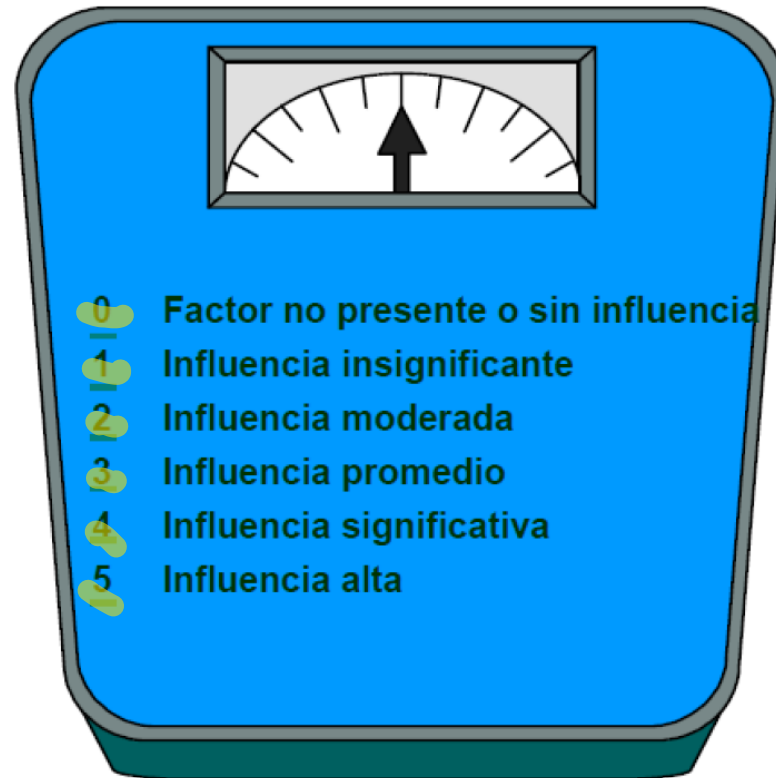 0 Factor no presente o sin influencia
1 Influencia insignificante
2 Influencia moderada
3 Influencia promedio
4 Influencia significativa
5 Influencia alta